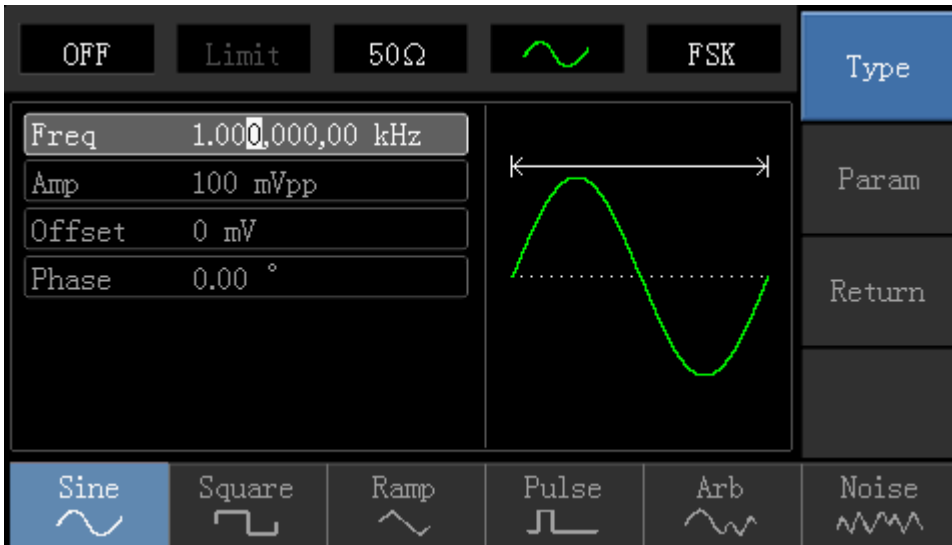 OFF Limit 50Ω FSK
Type
Freq 1.000,000,00 kHz
Amp 100 mVpp
Offset 0 mV
Phase 0.00 °
Param
Return
Sine Square Ramp Pulse Arb Noise